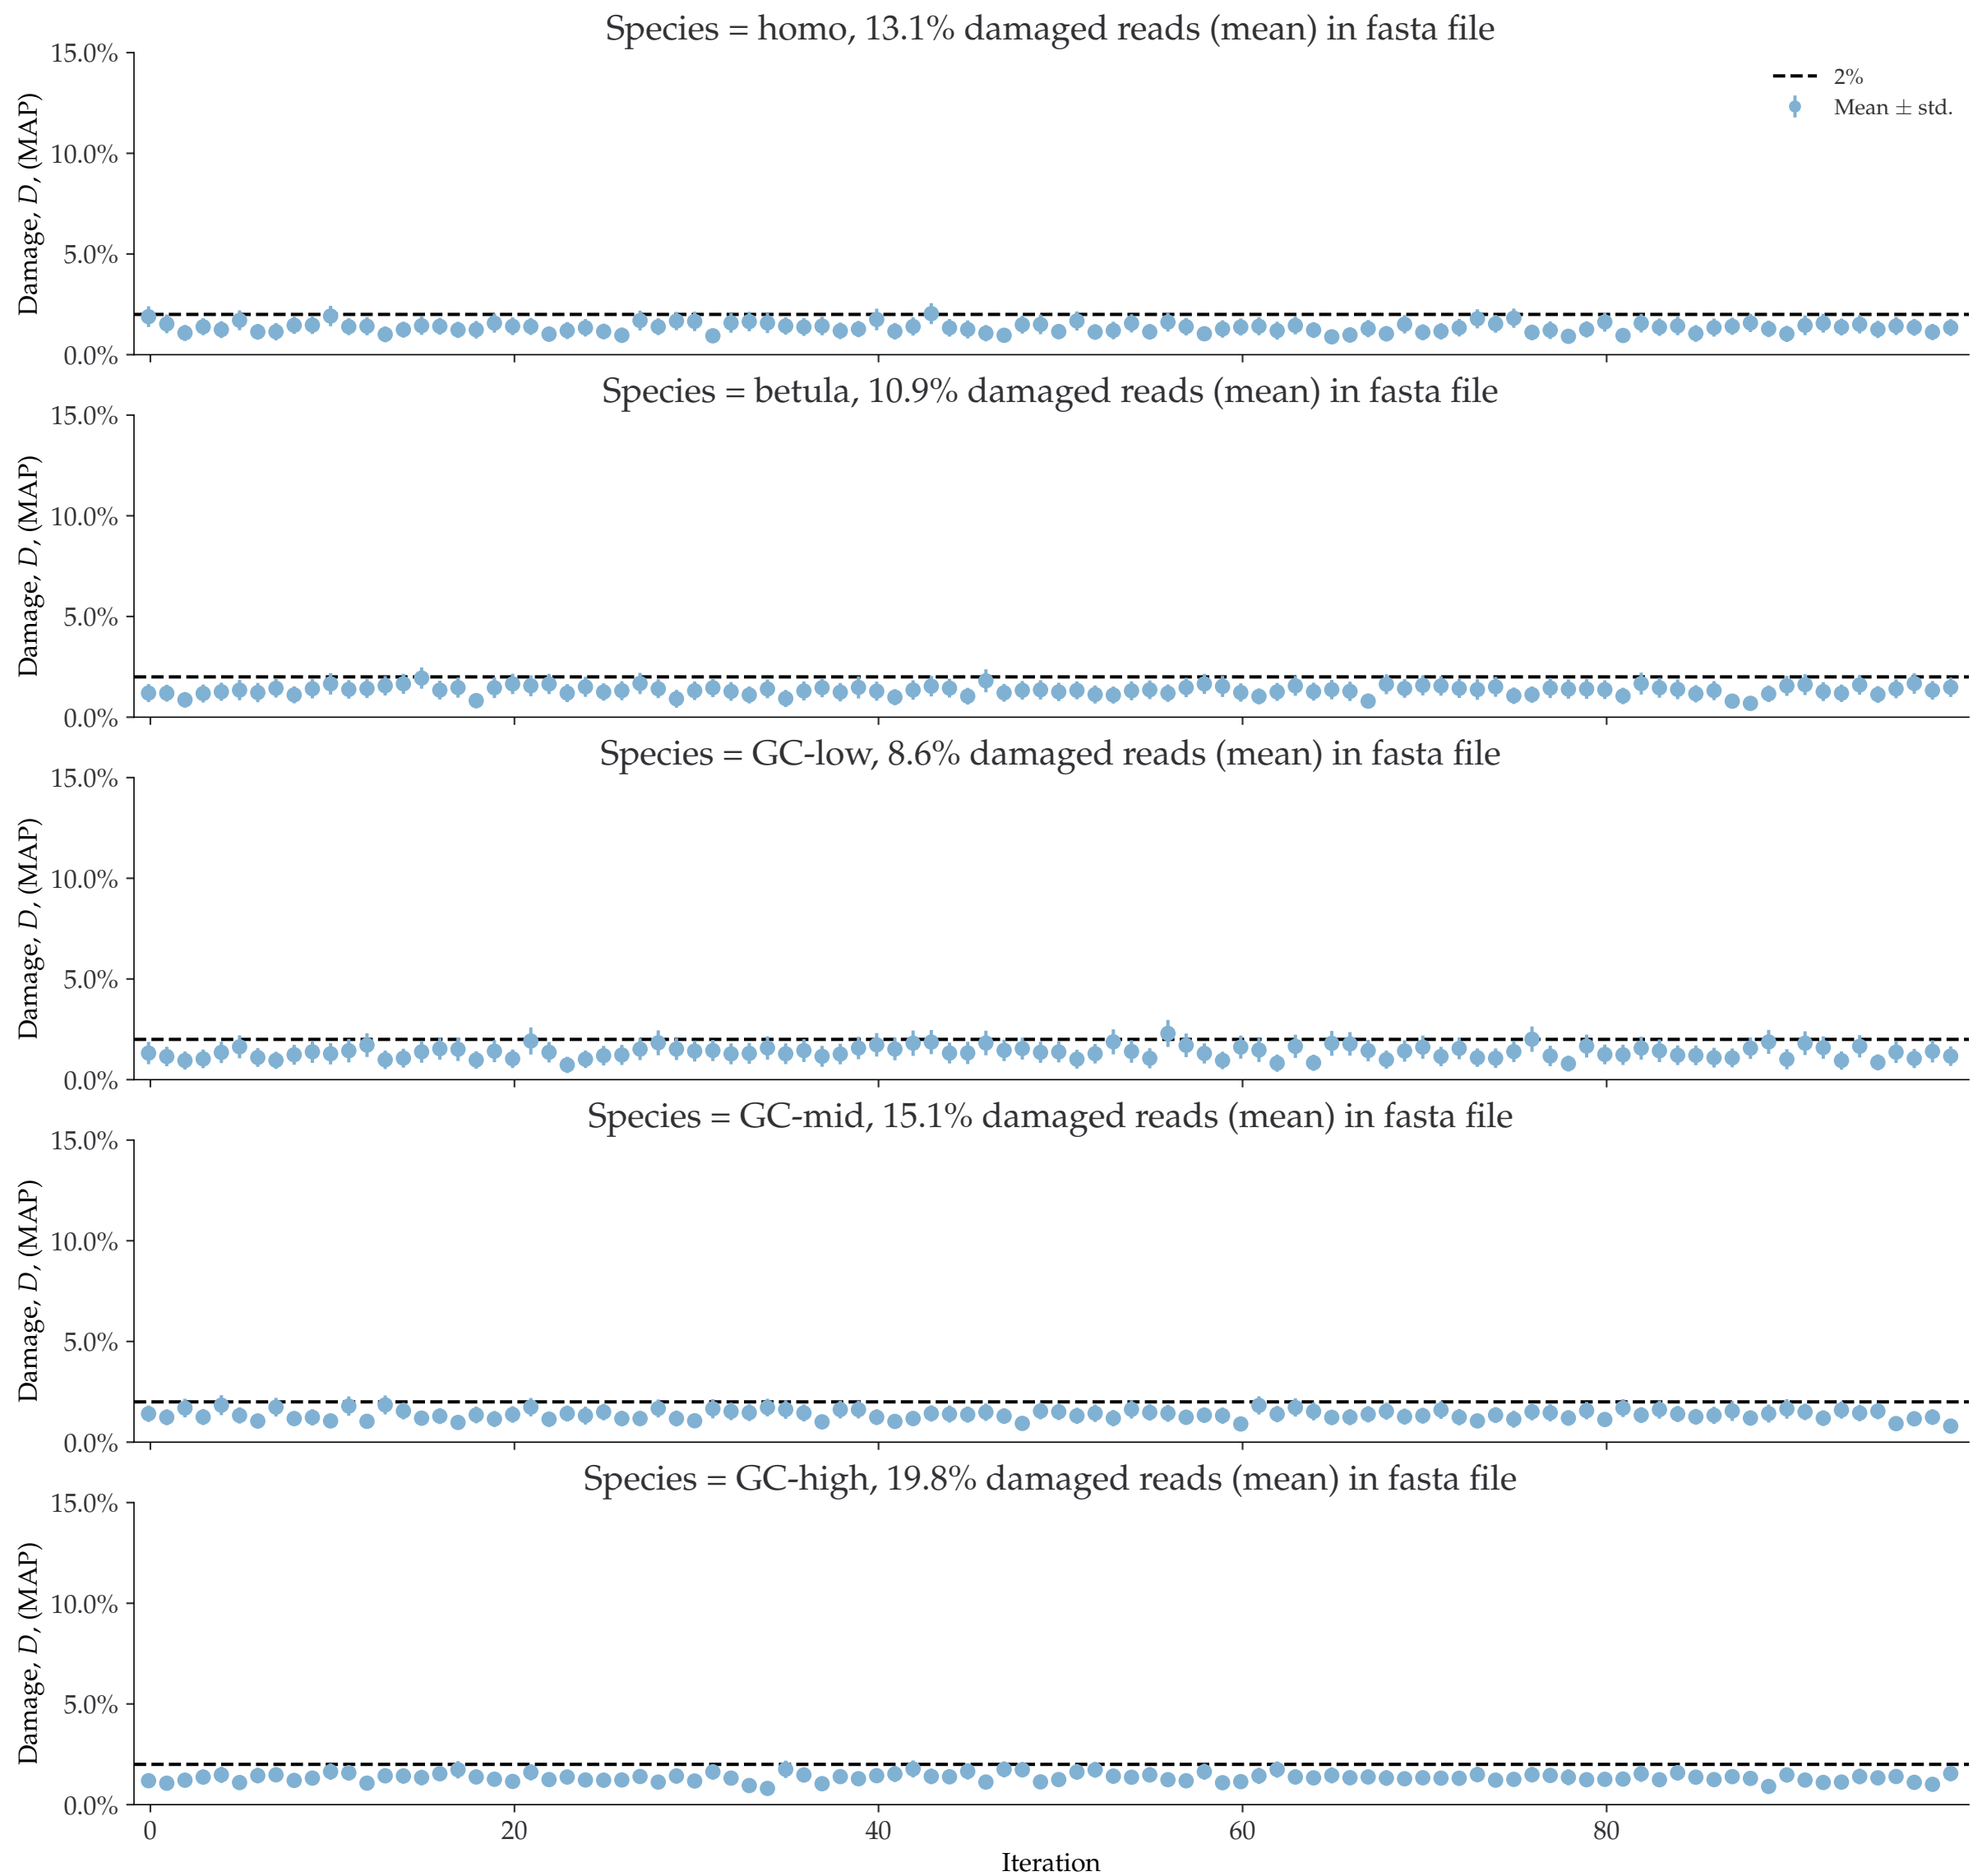 Species = homo, 13.1% damaged reads (mean) in fasta file
15.0%
10.0%
5.0%
0.0%
Damage, D, (MAP)
2%
Mean ± std.
Species = betula, 10.9% damaged reads (mean) in fasta file
15.0%
10.0%
5.0%
0.0%
Damage, D, (MAP)
Species = GC-low, 8.6% damaged reads (mean) in fasta file
15.0%
10.0%
5.0%
0.0%
Damage, D, (MAP)
Species = GC-mid, 15.1% damaged reads (mean) in fasta file
15.0%
10.0%
5.0%
0.0%
Damage, D, (MAP)
Species = GC-high, 19.8% damaged reads (mean) in fasta file
15.0%
10.0%
5.0%
0.0%
Damage, D, (MAP)
0 20 40 60 80
Iteration